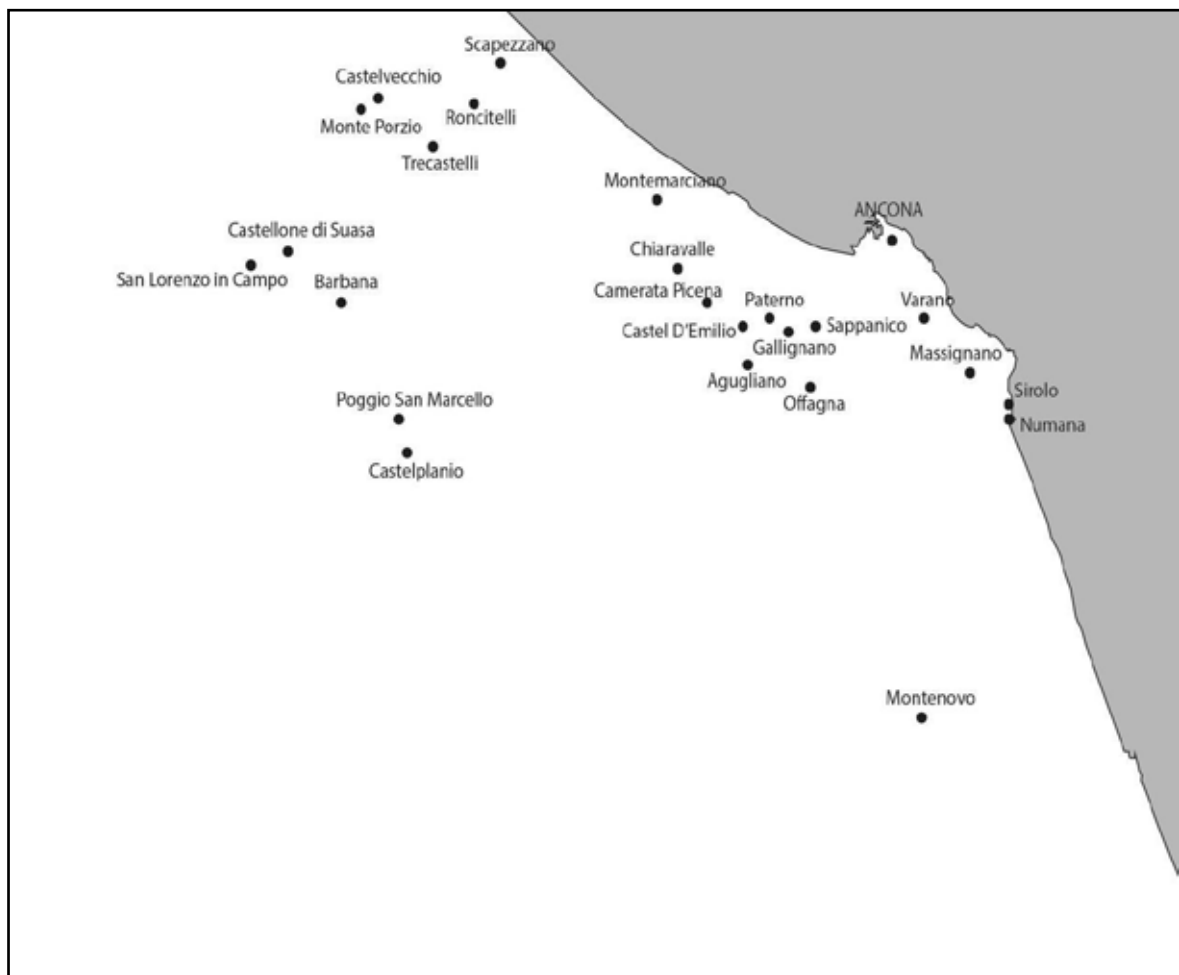 Scapezzano
Castelvecchio
Monte Porzio
Roncitelli
Trecastelli
Montemarciano
ANCONA
Castellone di Suasa
San Lorenzo in Campo
Barbana
Chiaravalle
Camerata Picena
Paterno
Varano
Castel D'Emilio
Sappanico
Gallignano
Massignano
Agugliano
Offagna
Sirolo
Numana
Poggio San Marcello
Castelplanio
Montenovo